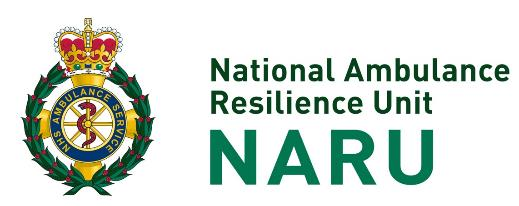 NHS AMBULANCE SERVICE
National Ambulance
Resilience Unit
NARU